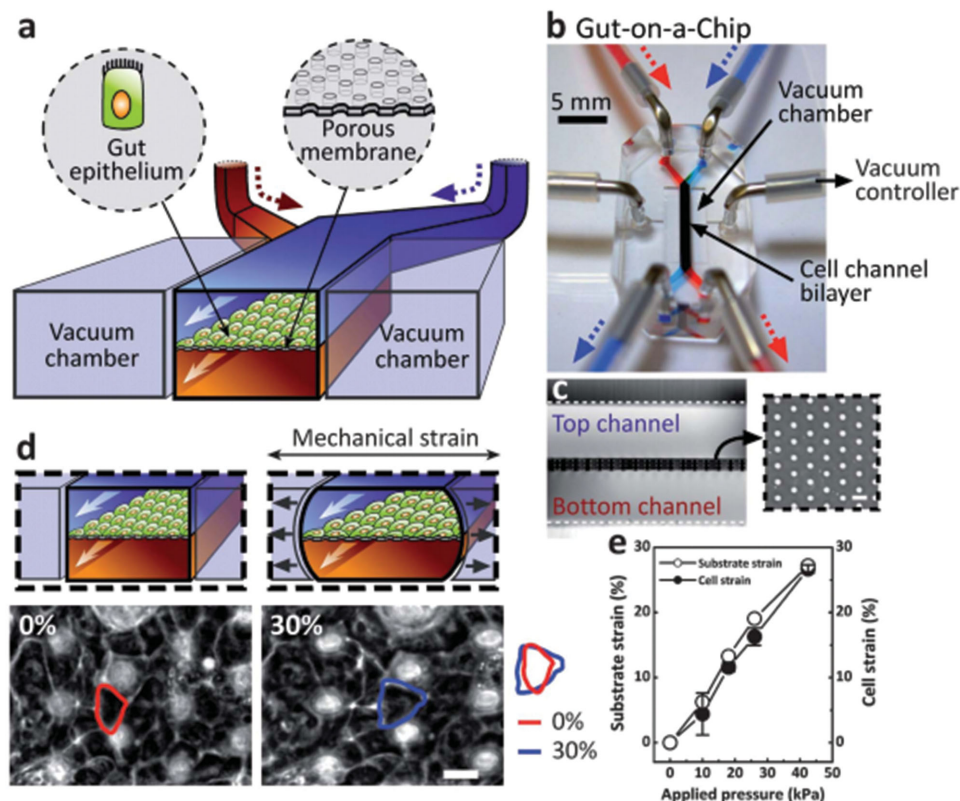 a
Gut
epithelium
Porous
membrane
Vacuum
chamber
Vacuum
chamber
b Gut-on-a-Chip
5 mm
Vacuum
chamber
Vacuum
controller
Cell channel
bilayer
c
Top channel
Bottom channel
d
Mechanical strain
0%
30%
0%
30%
e
Substrate strain
Cell strain
Substrate strain (%)
30
20
10
0
Cell strain (%)
30
20
10
0
0 10 20 30 40 50
Applied pressure (kPa)